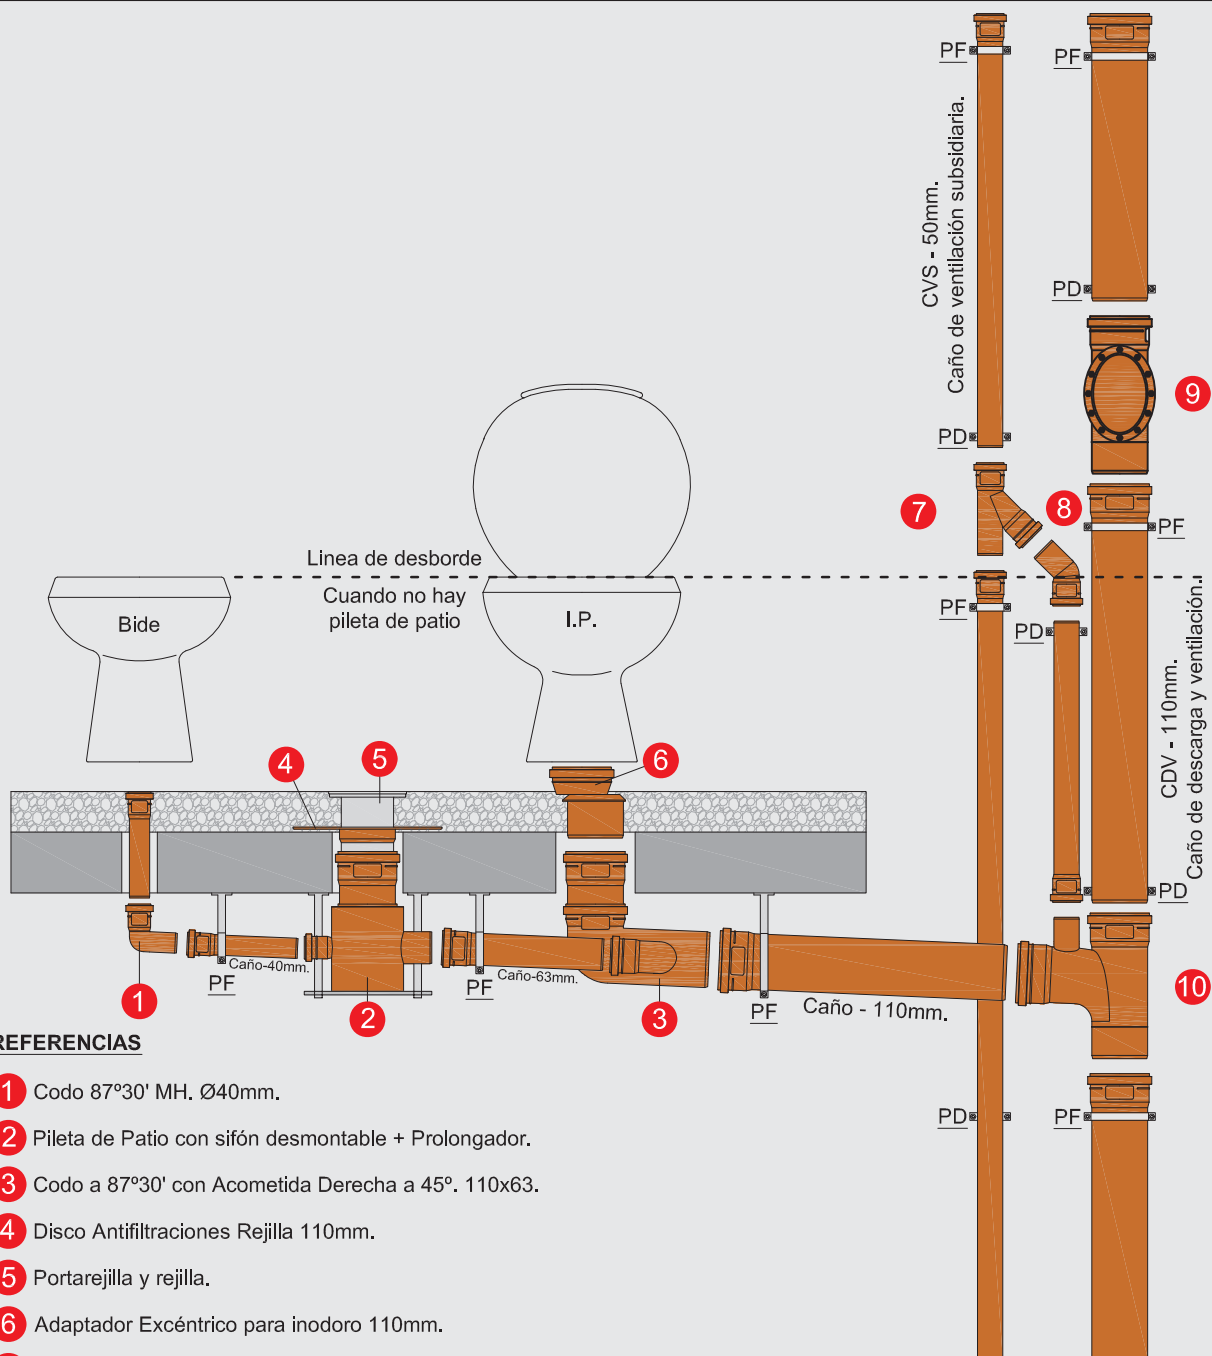 PF
PF
CVS - 50mm.
Caño de ventilación subsidiaria.
PD
9
PD
7
8
PF
Linea de desborde
Cuando no hay
pileta de patio
Bide
I.P.
PF
PD
CDV - 110mm.
Caño de descarga y ventilación.
4
5
6
PD
Caño-40mm.
Caño-63mm.
PF
PF
PF
Caño - 110mm.
1
2
3
10
REFERENCIAS
1 Codo 87º30' MH. Ø40mm.
2 Pileta de Patio con sifón desmontable + Prolongador.
3 Codo a 87º30' con Acometida Derecha a 45º. 110x63.
4 Disco Antifiltraciones Rejilla 110mm.
5 Portarejilla y rejilla.
6 Adaptador Excéntrico para inodoro 110mm.
PD
PF